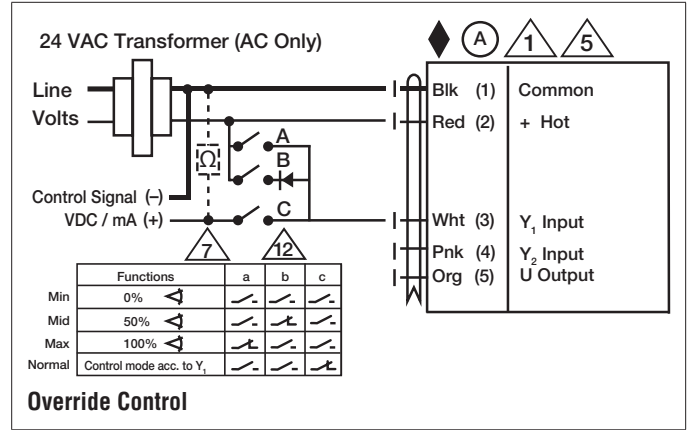 24 VAC Transformer (AC Only)
A 1 5
Line
Volts
Blk (1) Common
Red (2) + Hot
A
Ω
B
Control Signal (–)
VDC / mA (+)
C
Wht (3) Y₁ Input
7
12
Pnk (4) Y₂ Input
Org (5) U Output
Functions a b c
Min 0%
Mid 50%
Max 100%
Normal Control mode acc. to Y₁
Override Control